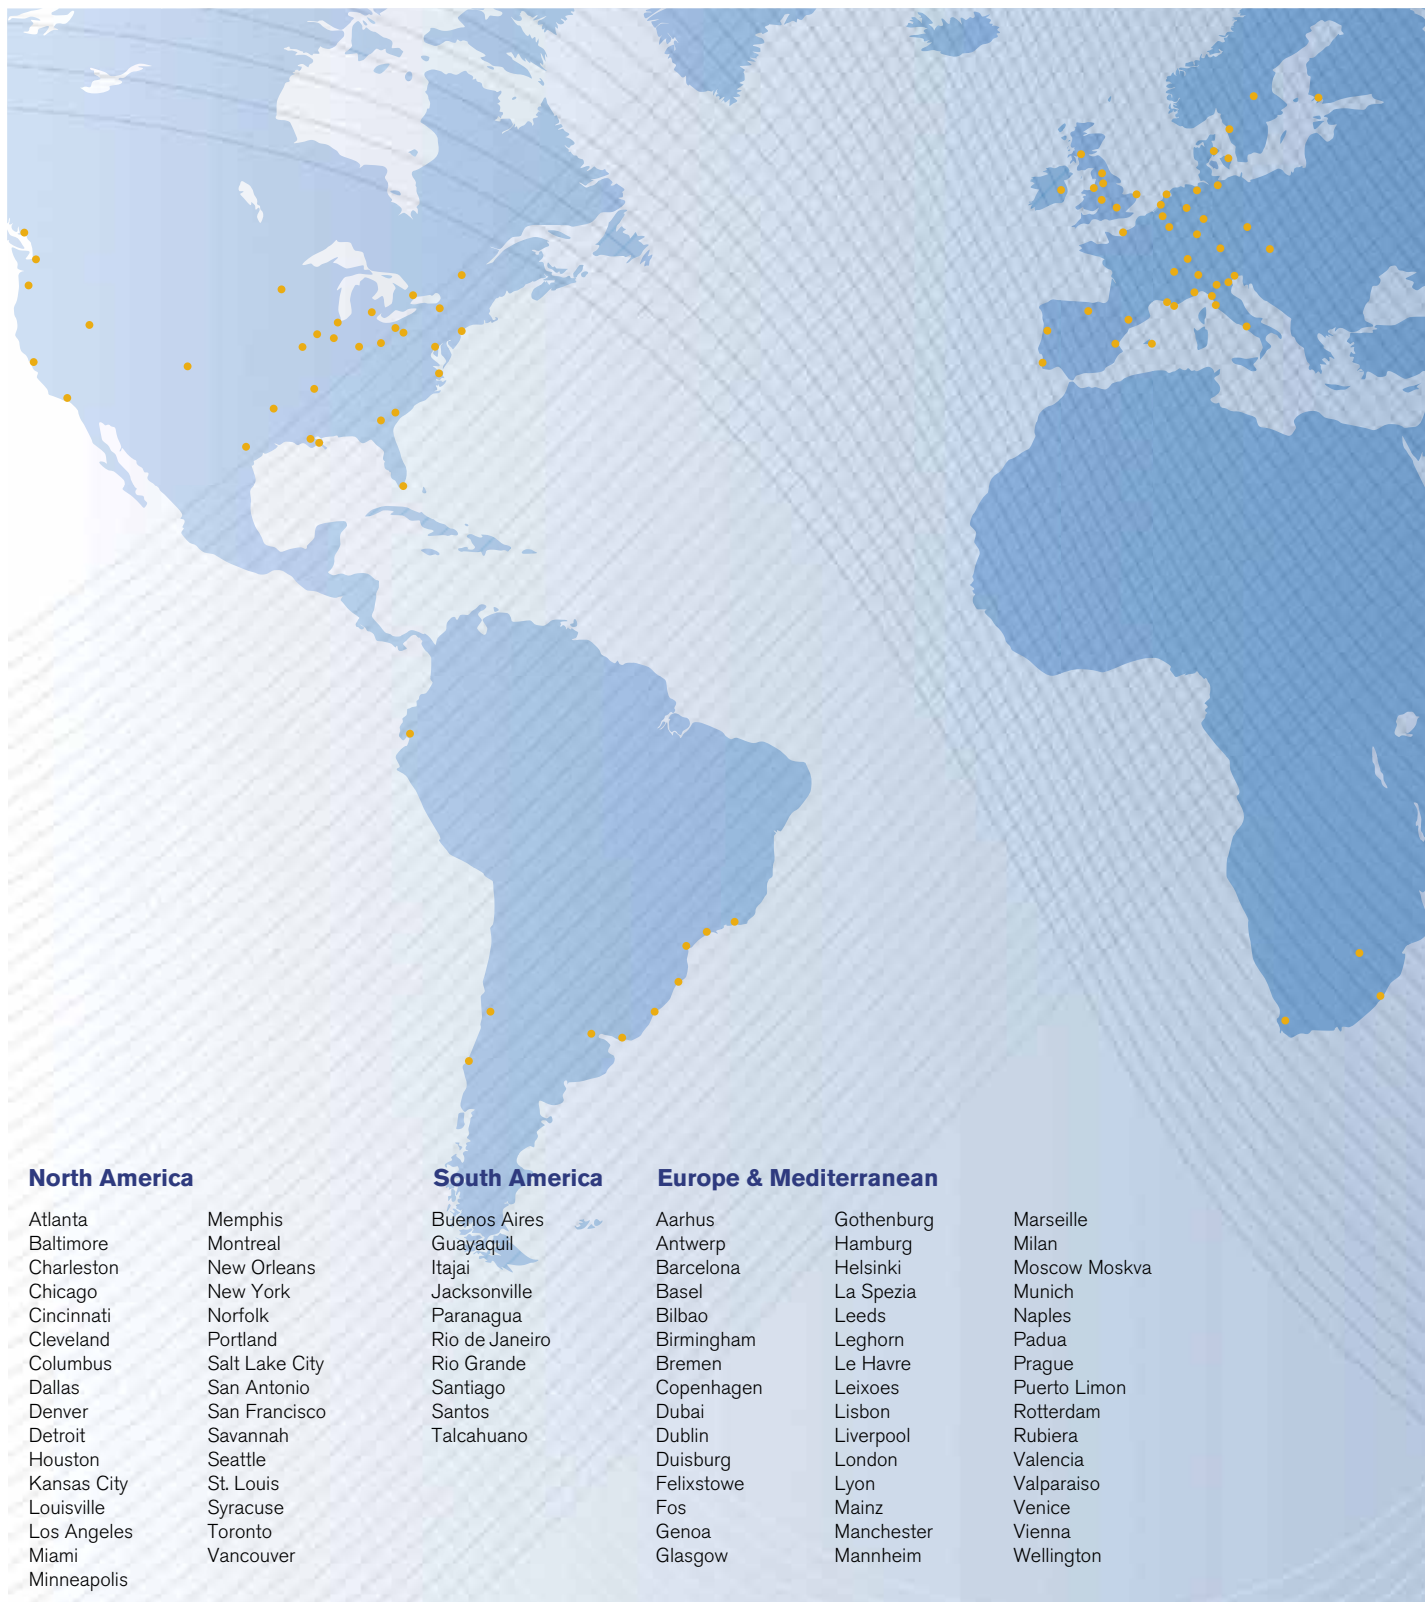 North America
Atlanta
Baltimore
Charleston
Chicago
Cincinnati
Cleveland
Columbus
Dallas
Denver
Detroit
Houston
Kansas City
Louisville
Los Angeles
Miami
Minneapolis
Memphis
Montreal
New Orleans
New York
Norfolk
Portland
Salt Lake City
San Antonio
San Francisco
Savannah
Seattle
St. Louis
Syracuse
Toronto
Vancouver
South America
Buenos Aires
Guayaquil
Itajai
Jacksonville
Paranagua
Rio de Janeiro
Rio Grande
Santiago
Santos
Talcahuano
Europe & Mediterranean
Aarhus
Antwerp
Barcelona
Basel
Bilbao
Birmingham
Bremen
Copenhagen
Dubai
Dublin
Duisburg
Felixstowe
Fos
Genoa
Glasgow
Gothenburg
Hamburg
Helsinki
La Spezia
Leeds
Leghorn
Le Havre
Leixoes
Lisbon
Liverpool
London
Lyon
Mainz
Manchester
Mannheim
Marseille
Milan
Moscow Moskva
Munich
Naples
Padua
Prague
Puerto Limon
Rotterdam
Rubiera
Valencia
Valparaiso
Venice
Vienna
Wellington